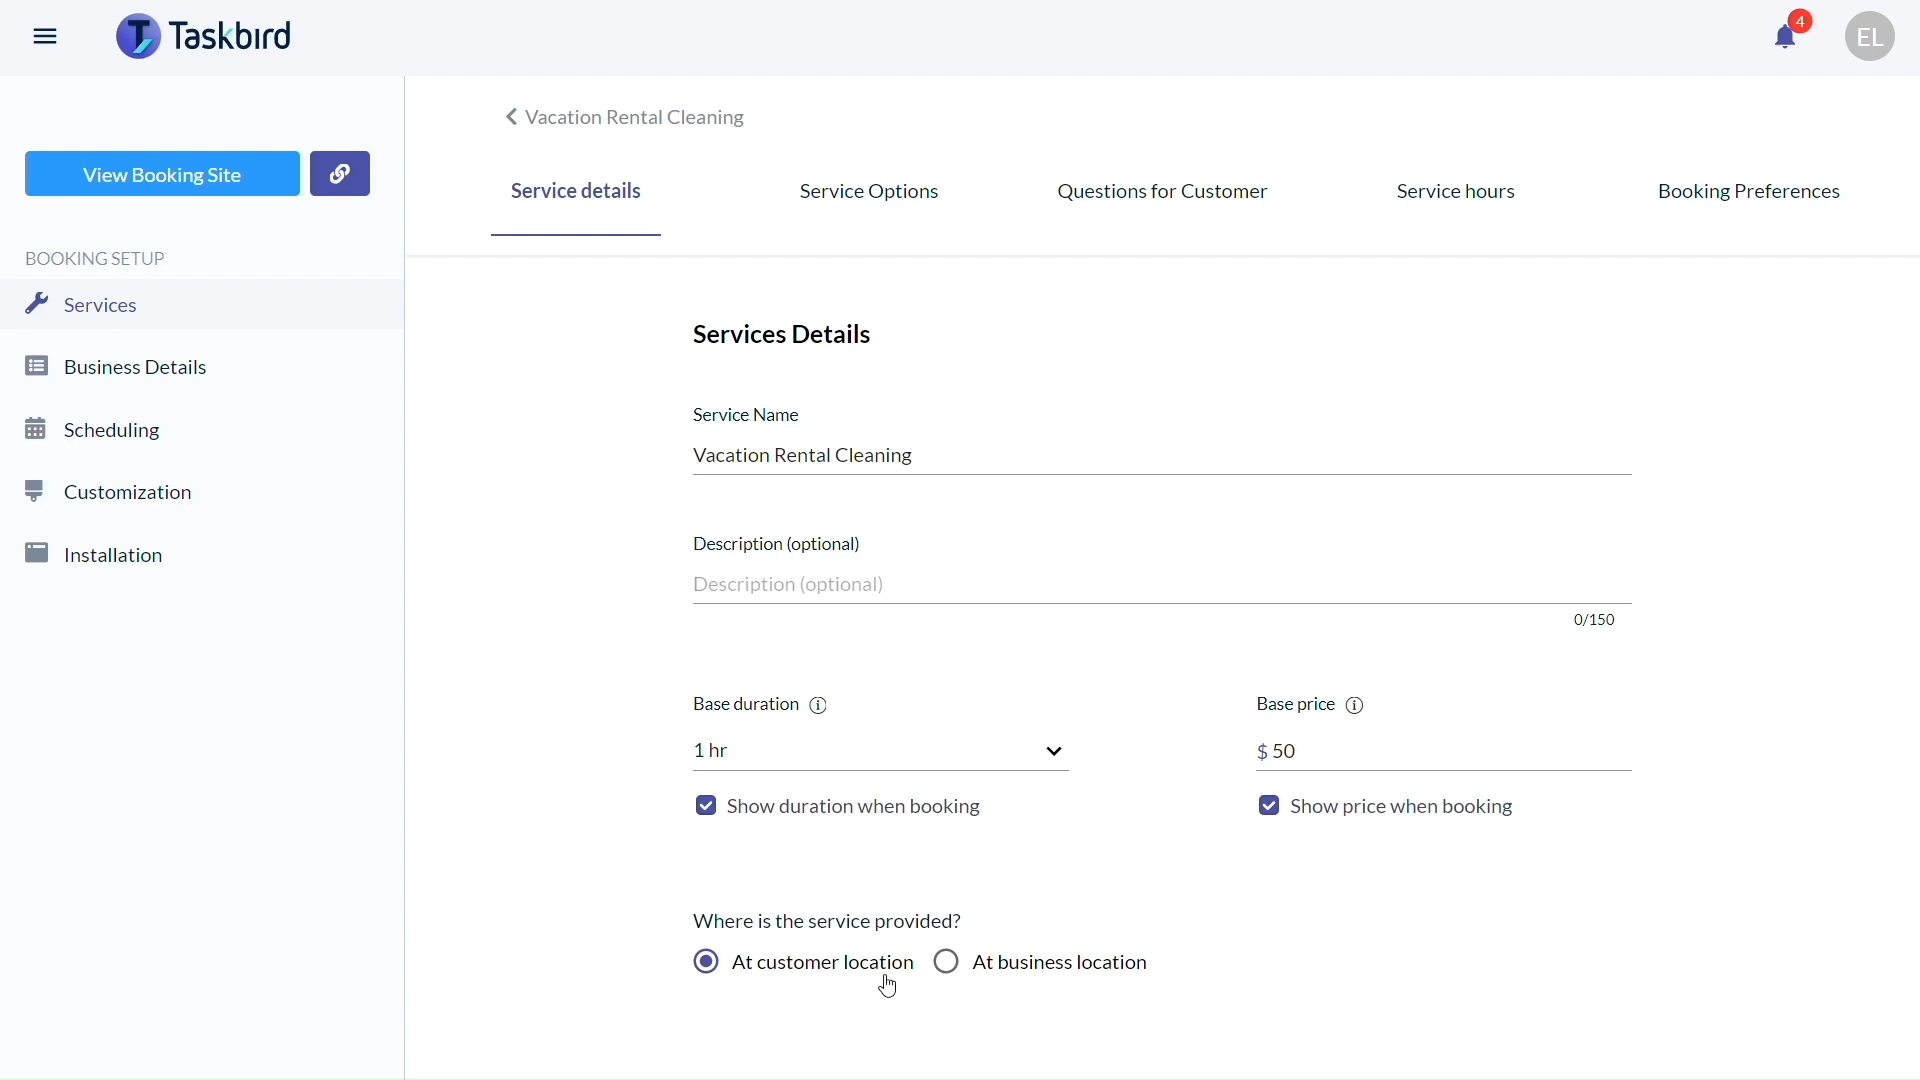 Taskbird
4
EL
View Booking Site
BOOKING SETUP
Services
Business Details
Scheduling
Customization
Installation
Vacation Rental Cleaning
Service details
Service Options
Questions for Customer
Service hours
Booking Preferences
Services Details
Service Name
Vacation Rental Cleaning
Description (optional)
Description (optional)
0/150
Base duration
Base price
1 hr
$ 50
Show duration when booking
Show price when booking
Where is the service provided?
At customer location
At business location